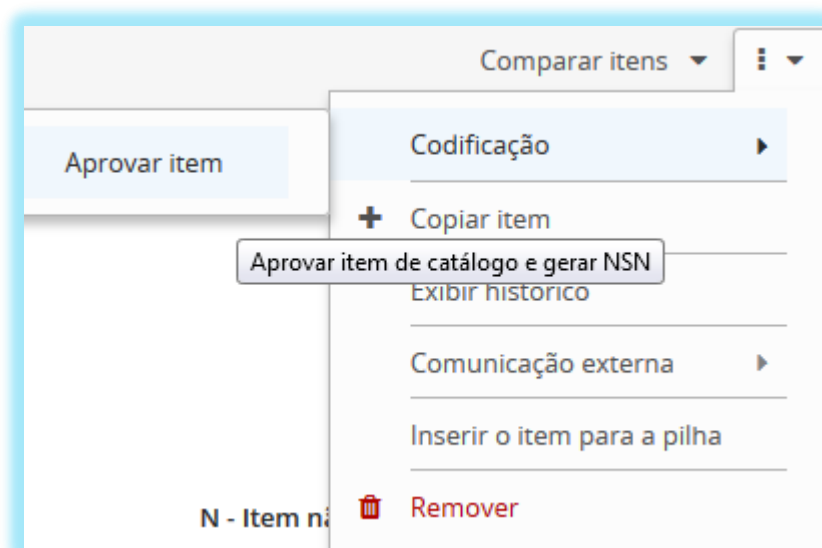 Comparar itens
Codificação
Aprovar item
Copiar item
Aprovar item de catálogo e gerar NSN
Exibir histórico
Comunicação externa
Inserir o item para a pilha
Remover
N - Item